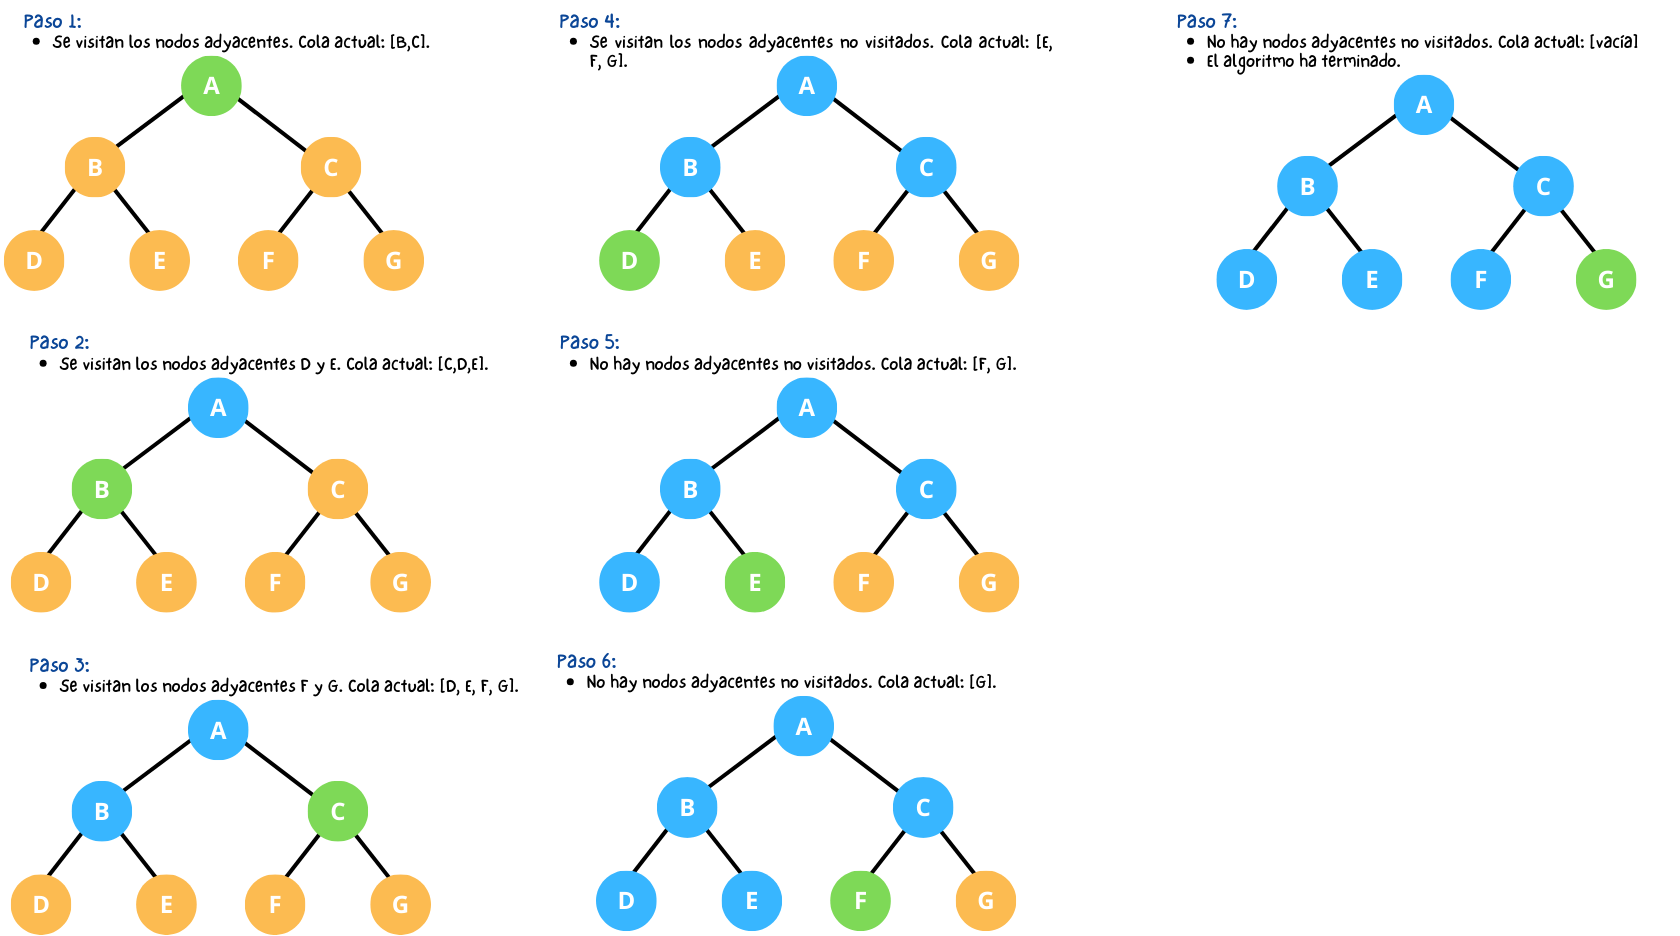 Paso 1:
• Se visitan los nodos adyacentes. Cola actual: [B,C].
A
B
C
D
E
F
G
Paso 2:
• Se visitan los nodos adyacentes D y E. Cola actual: [C,D,E].
A
B
C
D
E
F
G
Paso 3:
• Se visitan los nodos adyacentes F y G. Cola actual: [D, E, F, G].
A
B
C
D
E
F
G
Paso 4:
• Se visitan los nodos adyacentes no visitados. Cola actual: [E,
F, G].
A
B
C
D
E
F
G
Paso 5:
• No hay nodos adyacentes no visitados. Cola actual: [F, G].
A
B
C
D
E
F
G
Paso 6:
• No hay nodos adyacentes no visitados. Cola actual: [G].
A
B
C
D
E
F
G
Paso 7:
• No hay nodos adyacentes no visitados. Cola actual: [vacía]
• El algoritmo ha terminado.
A
B
C
D
E
F
G